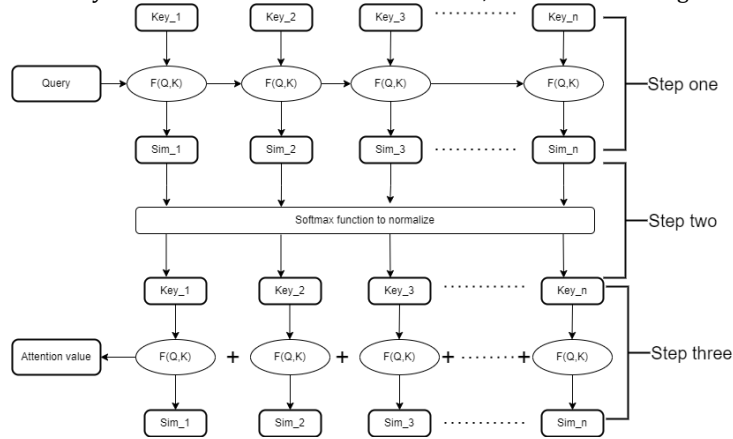 Key_1 Key_2 Key_3 Key_n
Query F(Q,K) F(Q,K) F(Q,K) F(Q,K) Step one
Sim_1 Sim_2 Sim_3 Sim_n
Softmax function to normalize Step two
Key_1 Key_2 Key_3 Key_n
Attention value F(Q,K) + F(Q,K) + F(Q,K) + + F(Q,K) Step three
Sim_1 Sim_2 Sim_3 Sim_n